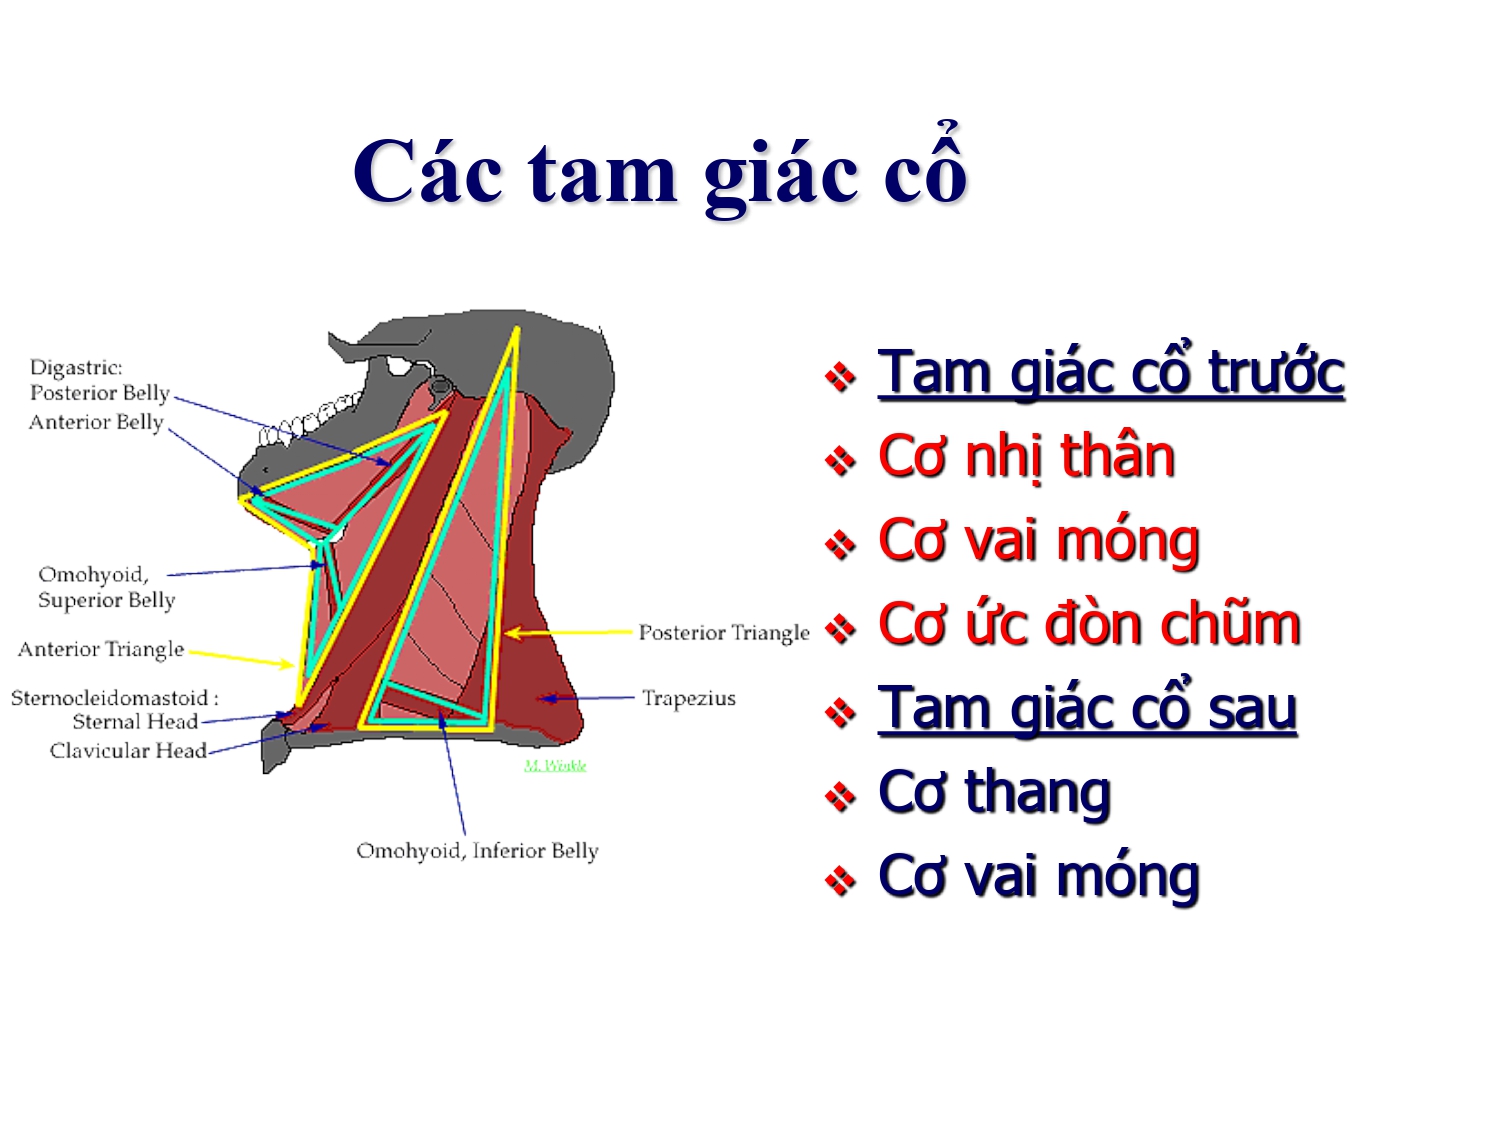 Các tam giác cổ
Digastric:
Posterior Belly
Anterior Belly
Omohyoid,
Superior Belly
Anterior Triangle
Sternocleidomastoid :
Sternal Head
Clavicular Head
Posterior Triangle
Trapezius
M. Winkle
Omohyoid, Inferior Belly
Tam giác cổ trước
Cơ nhị thân
Cơ vai móng
Cơ ức đòn chũm
Tam giác cổ sau
Cơ thang
Cơ vai móng